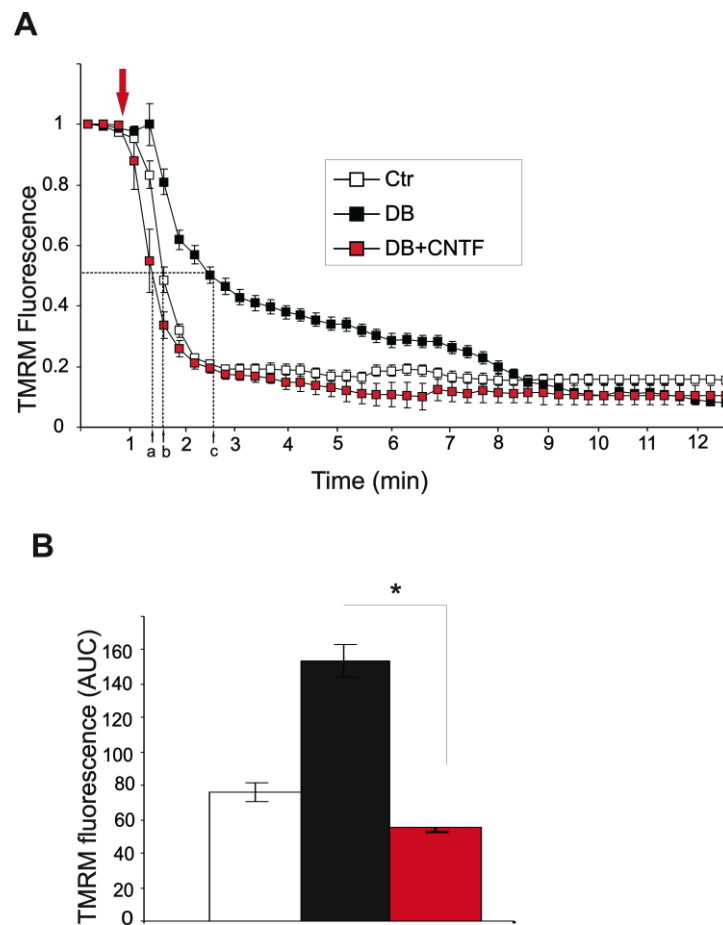 A
TMRM Fluorescence
1
0.8
0.6
0.4
0.2
0
Ctr
DB
DB+CNTF
1 2 3 4 5 6 7 8 9 10 11 12
a b c
Time (min)
B
*
TMRM fluorescence (AUC)
160
140
100
80
60
40
20
0